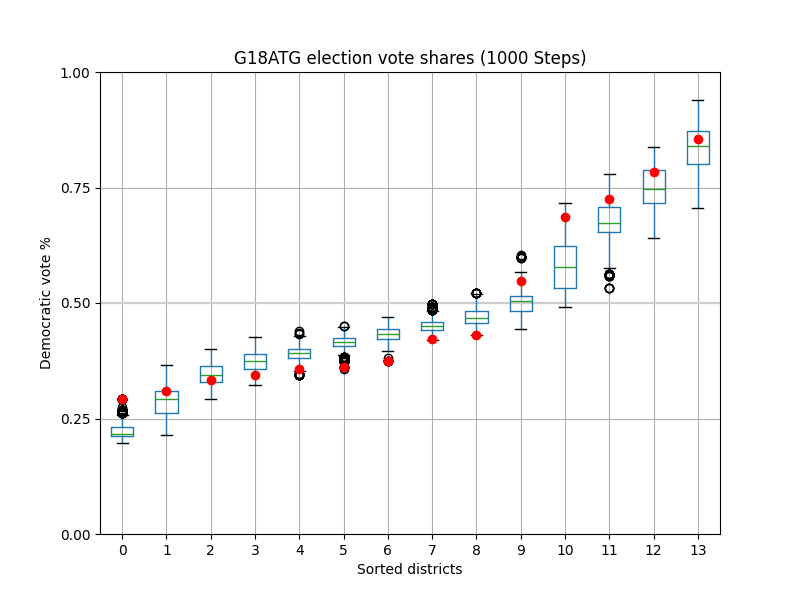 G18ATG election vote shares (1000 Steps)
1.00
0.75
0.50
0.25
0.00
Democratic vote %
0 1 2 3 4 5 6 7 8 9 10 11 12 13
Sorted districts